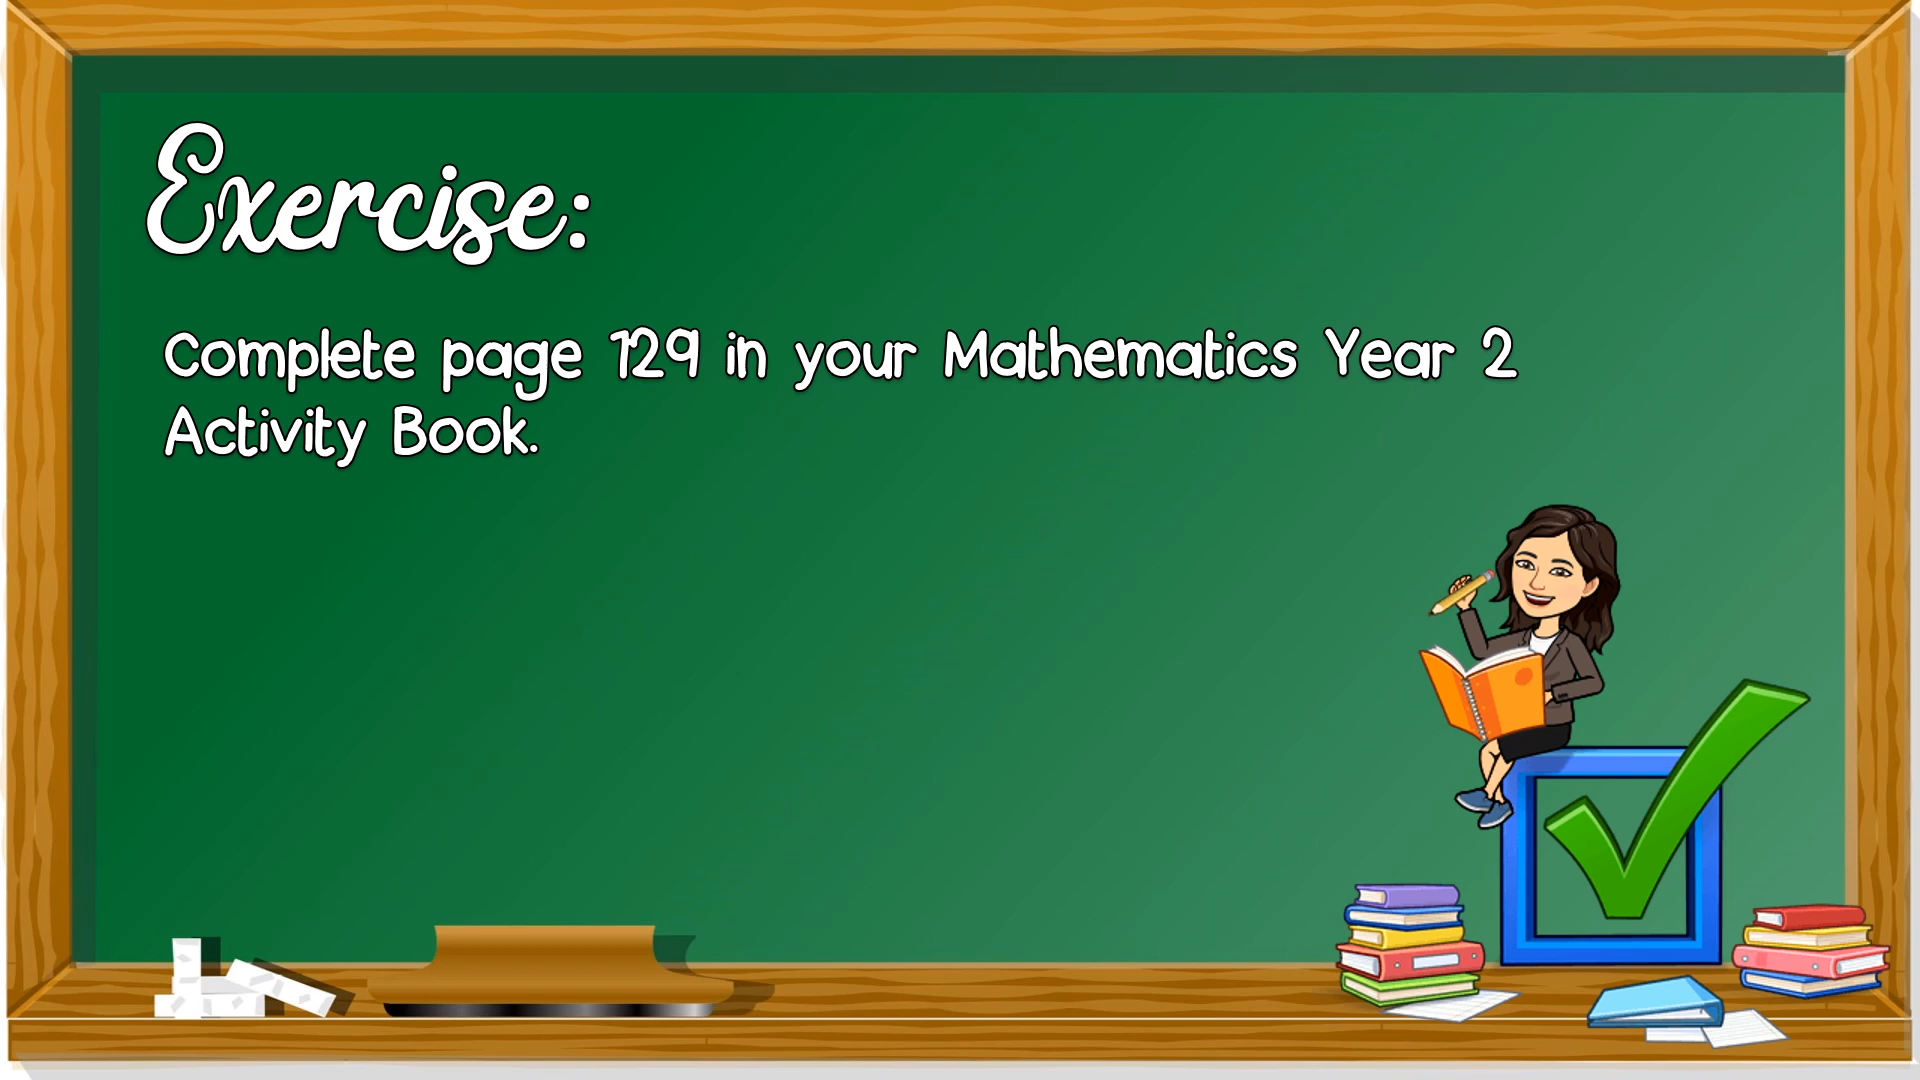 Exercise:
Complete page 129 in your Mathematics Year 2
Activity Book.